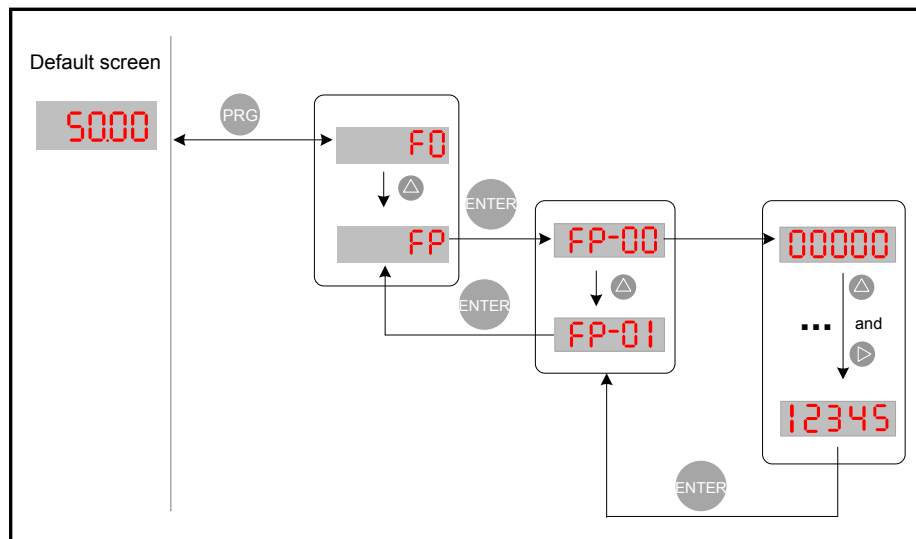 Default screen
50.00
PRG
F0
FP
ENTER
ENTER
FP-00
FP-01
00000
... and
12345
ENTER